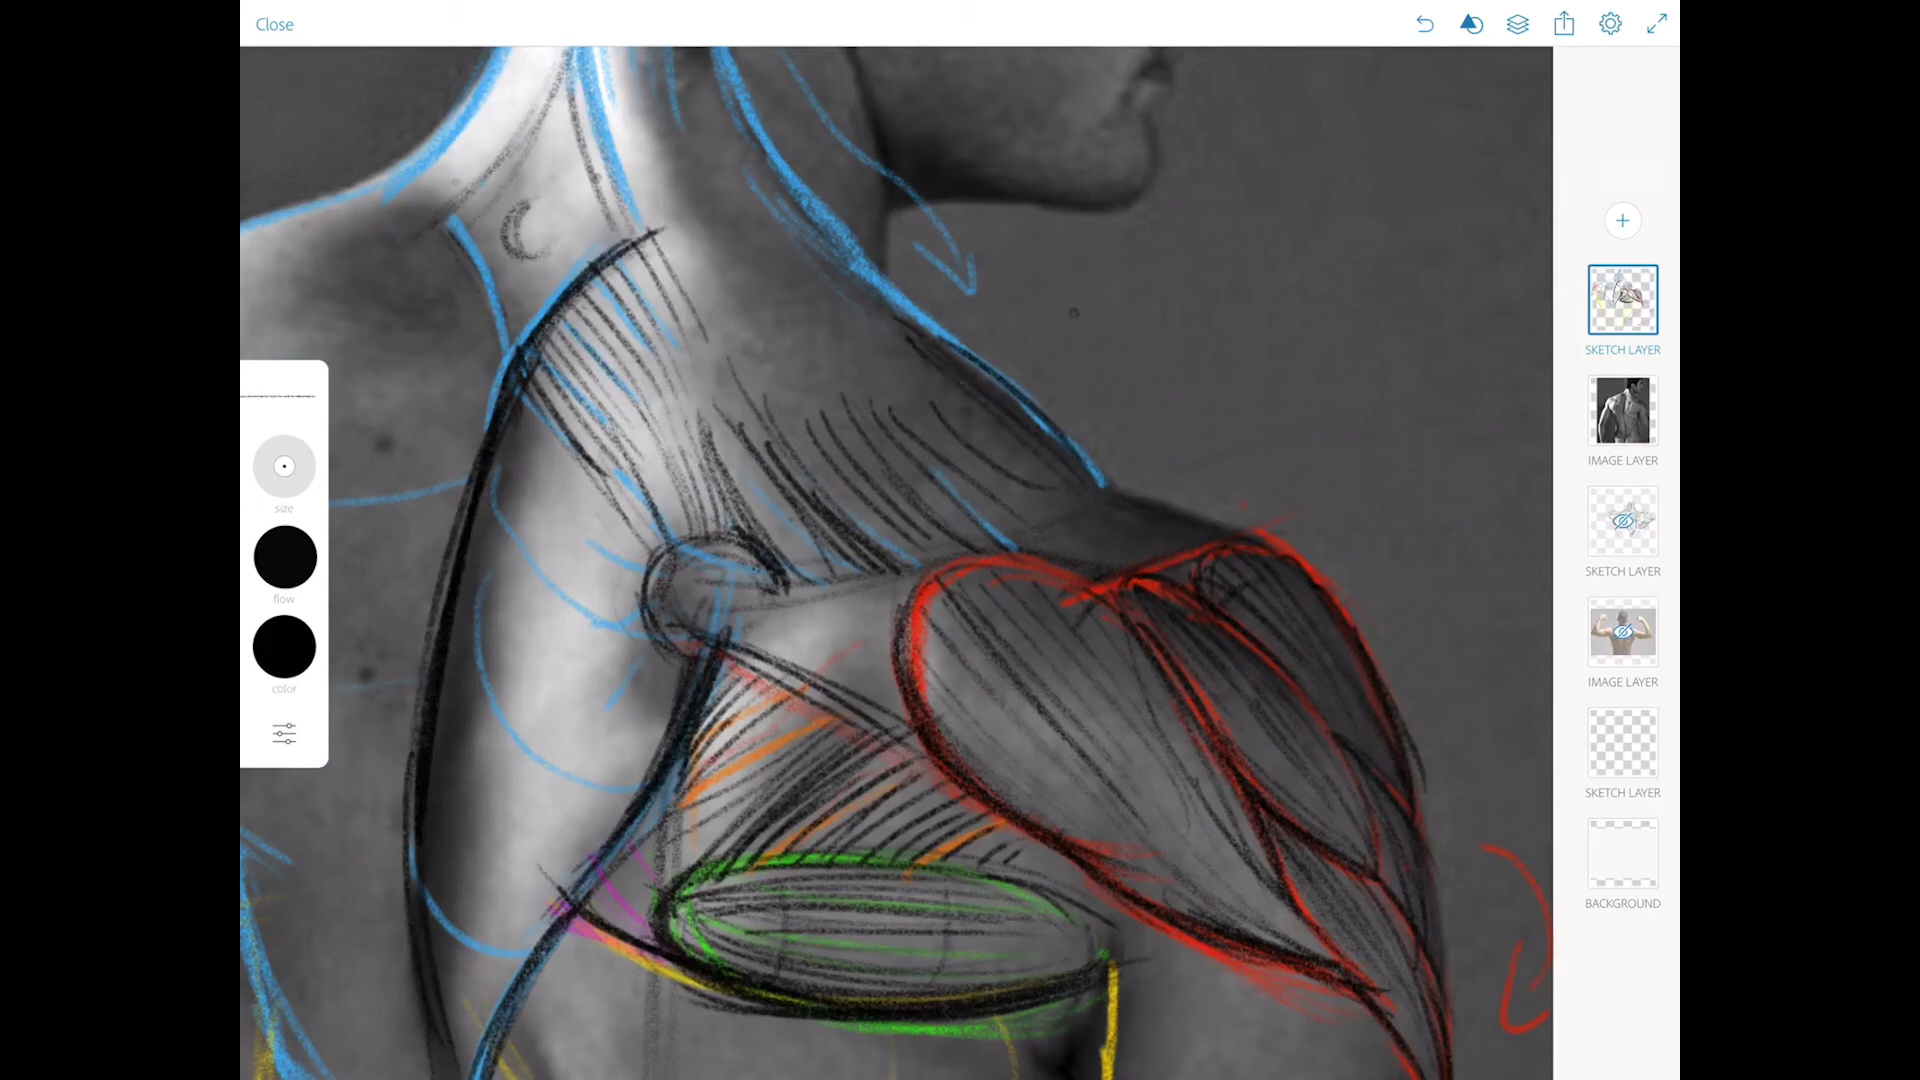 Close
size
flow
color
SKETCH LAYER
IMAGE LAYER
SKETCH LAYER
IMAGE LAYER
SKETCH LAYER
BACKGROUND